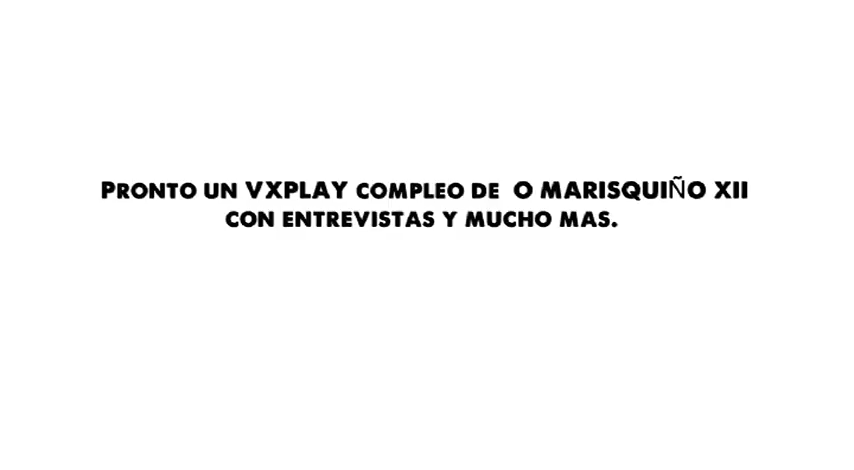 Pronto un VXPLAY compleo de  O MARISQUIÑO XII
con entrevistas y mucho mas.